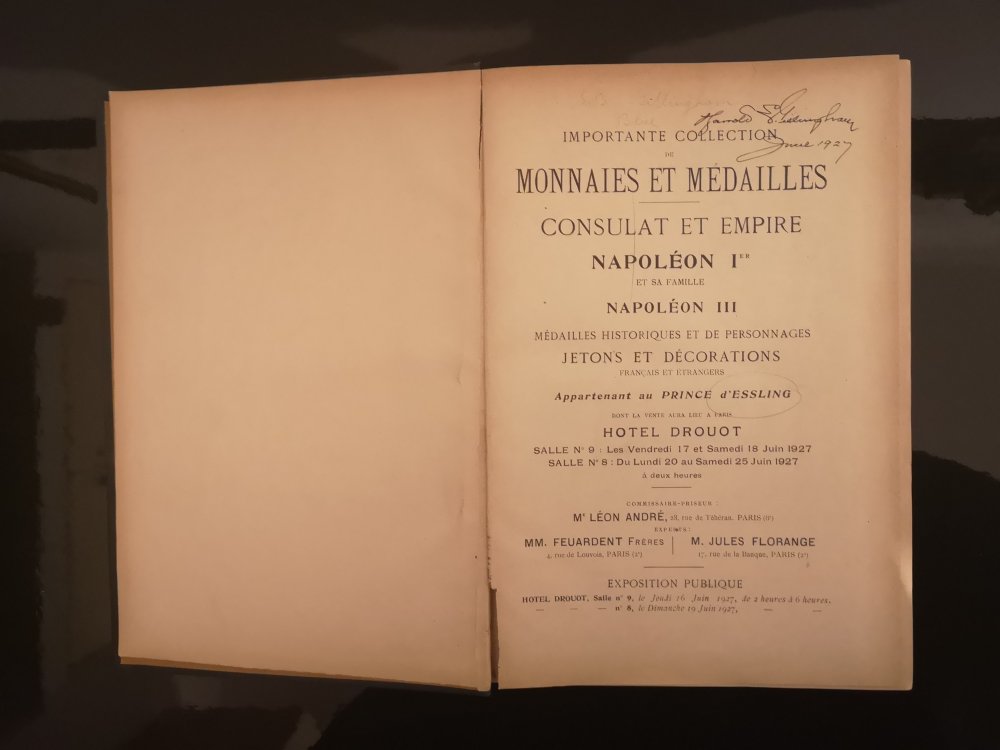 Gillingham
Harold E. Gillingham
June 1927
IMPORTANTE COLLECTION
DE
MONNAIES ET MÉDAILLES
CONSULAT ET EMPIRE
NAPOLÉON IER
ET SA FAMILLE
NAPOLÉON III
MÉDAILLES HISTORIQUES ET DE PERSONNAGES
JETONS ET DÉCORATIONS
FRANÇAIS ET ETRANGERS
Appartenant au PRINCE d'ESSLING
DONT LA VENTE AURA LIEU A PARIS
HOTEL DROUOT
SALLE N° 9 : Les Vendredi 17 et Samedi 18 Juin 1927
SALLE N° 8 : Du Lundi 20 au Samedi 25 Juin 1927
à deux heures
COMMISSAIRE-PRISEUR :
Me LÉON ANDRÉ, 28, rue de Téhéran, PARIS (8e)
EXPERTS :
MM. FEUARDENT FRÈRES
4, rue de Louvois, PARIS (2e)
M. JULES FLORANGE
17, rue de la Banque, PARIS (2e)
EXPOSITION PUBLIQUE
HOTEL DROUOT, Salle n° 9, le Jeudi 16 Juin 1927, de 2 heures à 6 heures.
— — — n° 8, le Dimanche 19 Juin 1927, — —